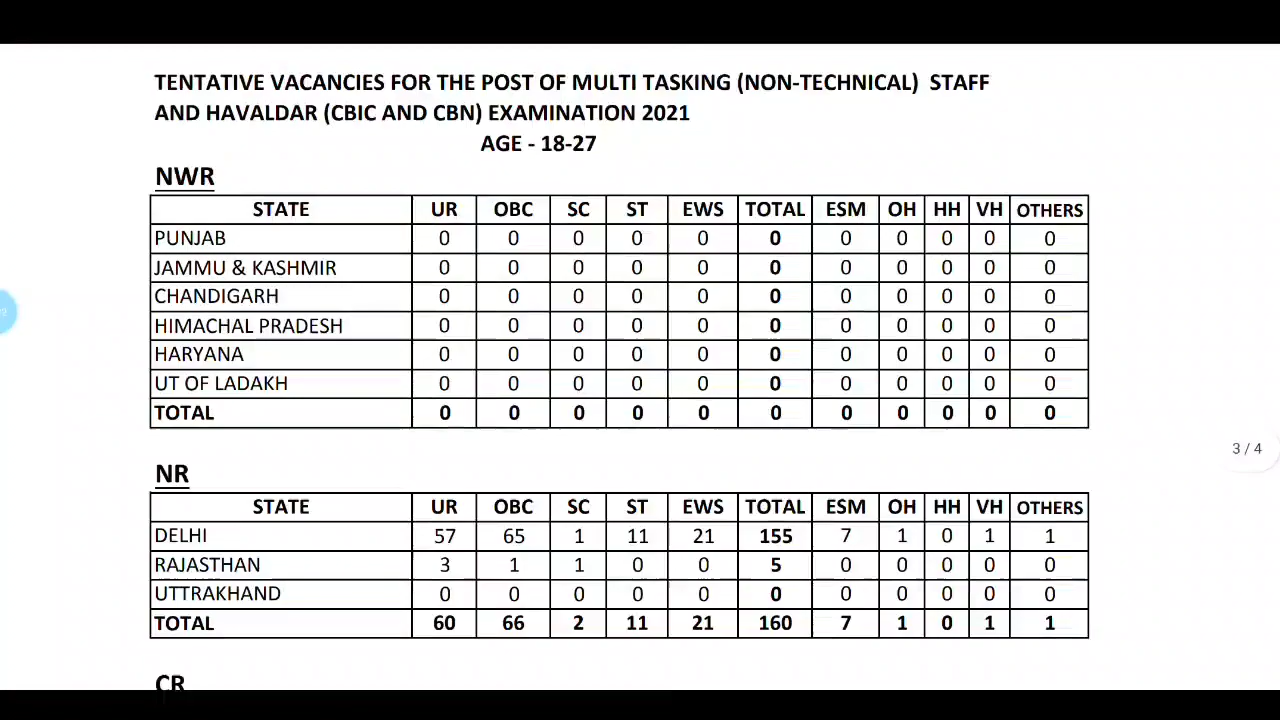 TENTATIVE VACANCIES FOR THE POST OF MULTI TASKING (NON-TECHNICAL) STAFF
AND HAVALDAR (CBIC AND CBN) EXAMINATION 2021
AGE - 18-27
NWR
STATE UR OBC SC ST EWS TOTAL ESM OH HH VH OTHERS
PUNJAB 0 0 0 0 0 0 0 0 0 0 0
JAMMU & KASHMIR 0 0 0 0 0 0 0 0 0 0 0
CHANDIGARH 0 0 0 0 0 0 0 0 0 0 0
HIMACHAL PRADESH 0 0 0 0 0 0 0 0 0 0 0
HARYANA 0 0 0 0 0 0 0 0 0 0 0
UT OF LADAKH 0 0 0 0 0 0 0 0 0 0 0
TOTAL 0 0 0 0 0 0 0 0 0 0 0
3 / 4
NR
STATE UR OBC SC ST EWS TOTAL ESM OH HH VH OTHERS
DELHI 57 65 1 11 21 155 7 1 0 1 1
RAJASTHAN 3 1 1 0 0 5 0 0 0 0 0
UTTRAKHAND 0 0 0 0 0 0 0 0 0 0 0
TOTAL 60 66 2 11 21 160 7 1 0 1 1
CR